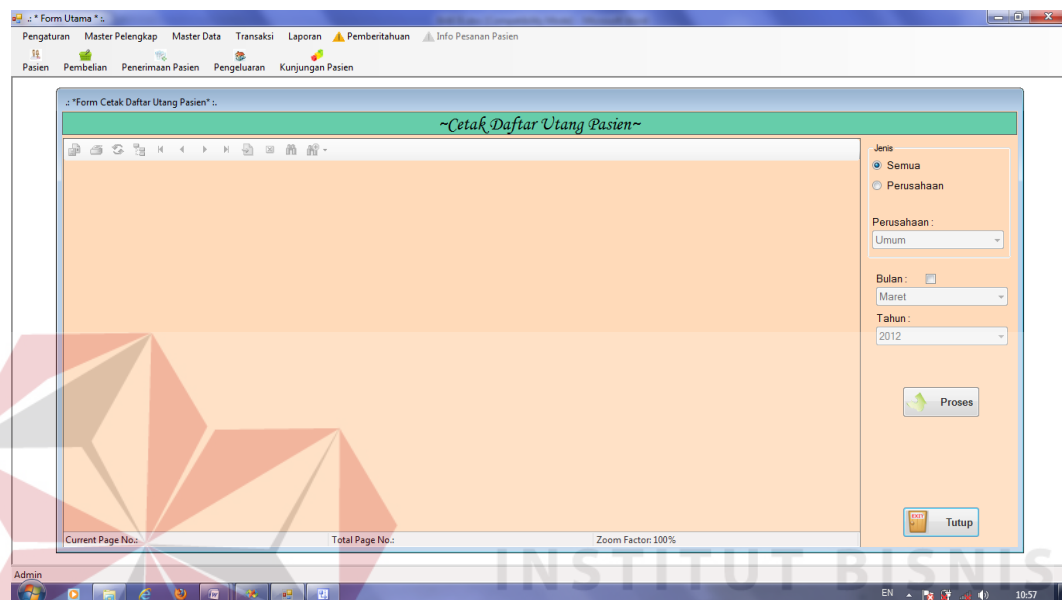 .: * Form Utama * :.
Pengaturan Master Pelengkap Master Data Transaksi Laporan Pemberitahuan Info Pesanan Pasien
Pasien Pembelian Penerimaan Pasien Pengeluaran Kunjungan Pasien
.: *Form Cetak Daftar Utang Pasien* :.
~Cetak Daftar Utang Pasien~
Jenis
Semua
Perusahaan
Perusahaan :
Umum
Bulan :
Maret
Tahun :
2012
Proses
EXIT
Tutup
Current Page No.: Total Page No.: Zoom Factor: 100%
INSTITUT BISNIS
Admin
EN 10:57